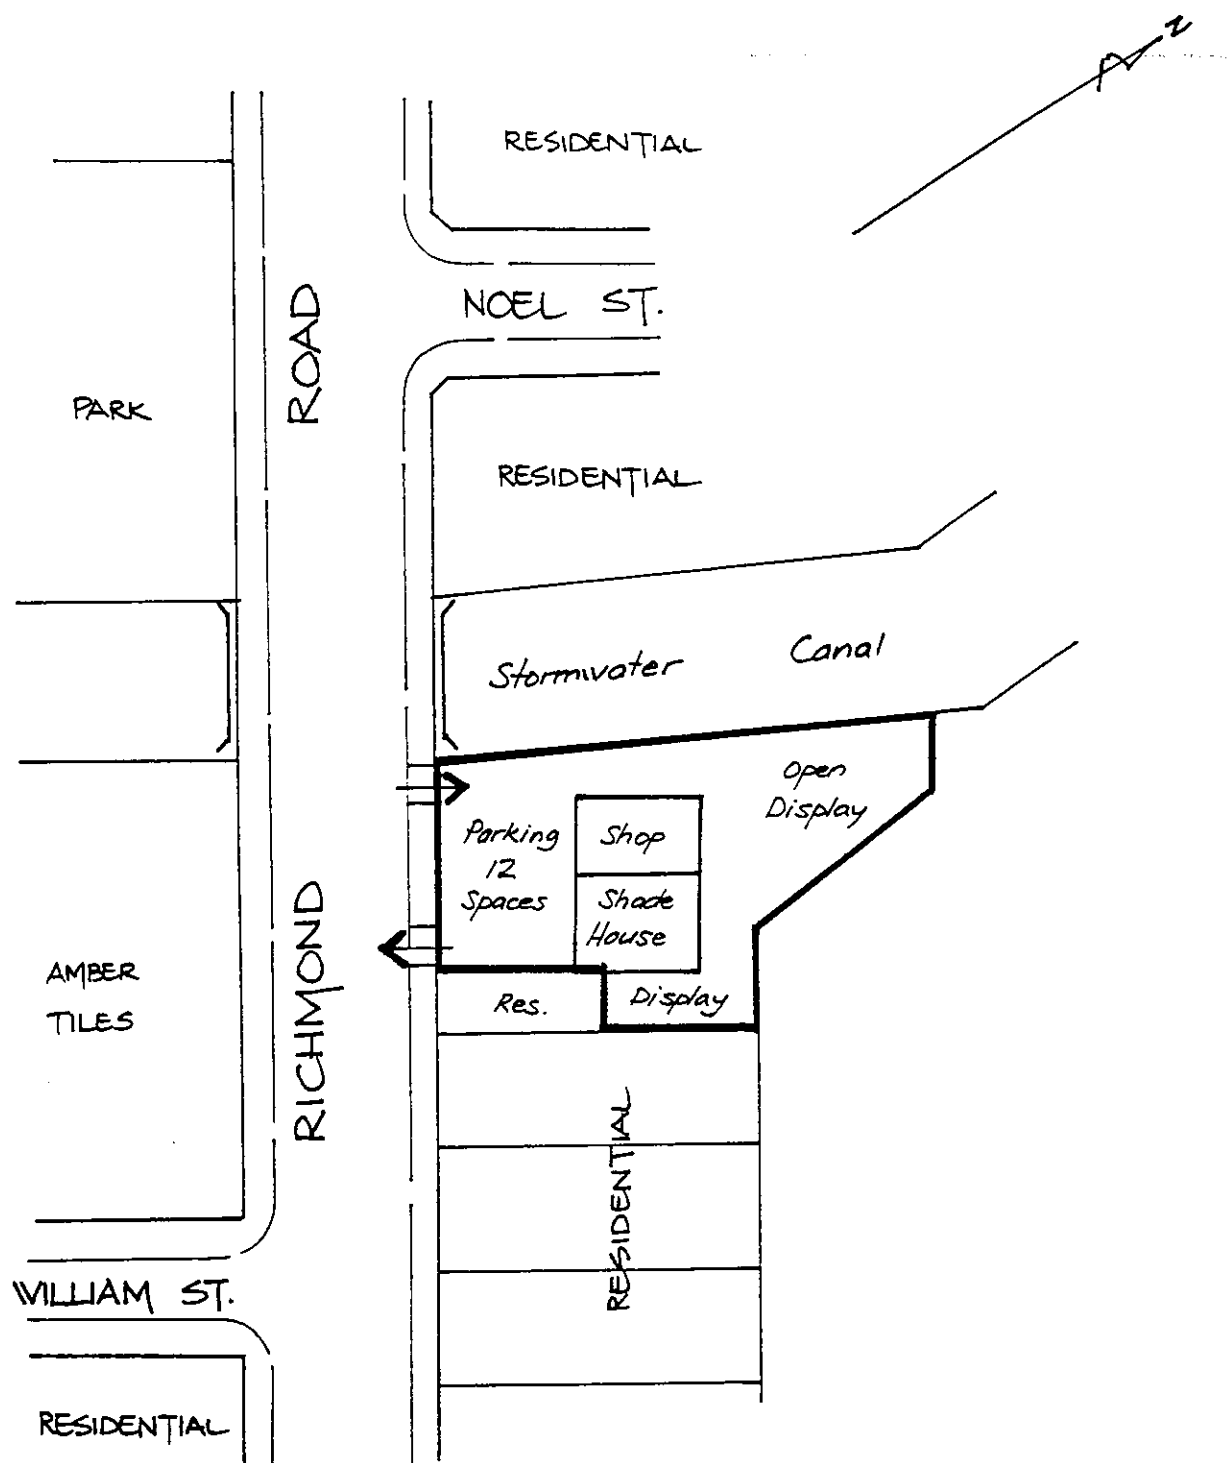 N
RESIDENTIAL
NOEL ST.
ROAD
PARK
RESIDENTIAL
Stormwater Canal
Open
Display
Parking
12
Spaces
Shop
Shade
House
RICHMOND
AMBER
TILES
Res.
Display
RESIDENTIAL
WILLIAM ST.
RESIDENTIAL